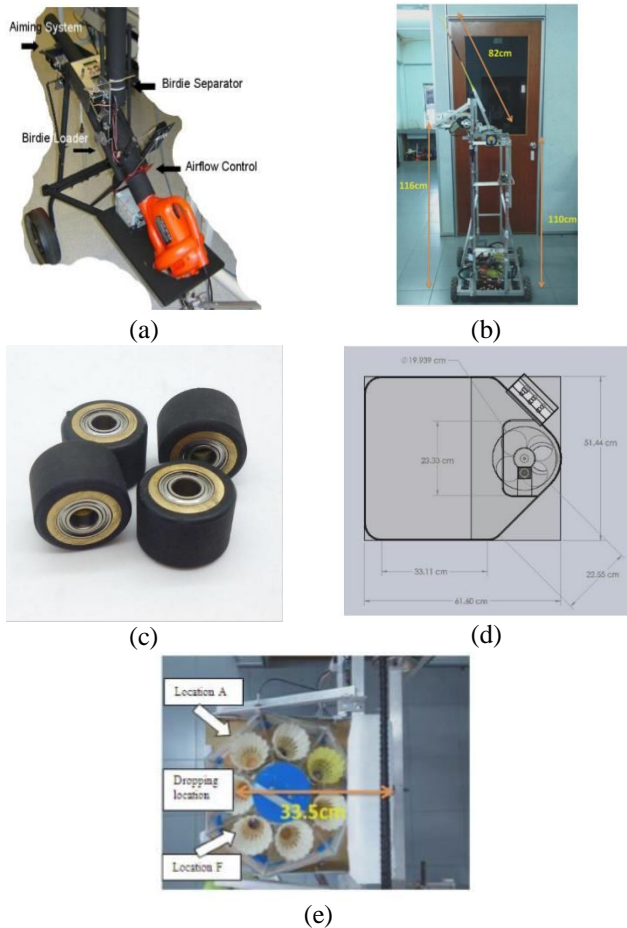 Aiming System
Birdie Separator
Birdie Loader
Airflow Control
(a)
82cm
116cm
110cm
(b)
(c)
∅19.939 cm
51.44 cm
23.33 cm
33.11 cm
22.55 cm
61.60 cm
(d)
Location A
Dropping
location
33.5cm
Location F
(e)